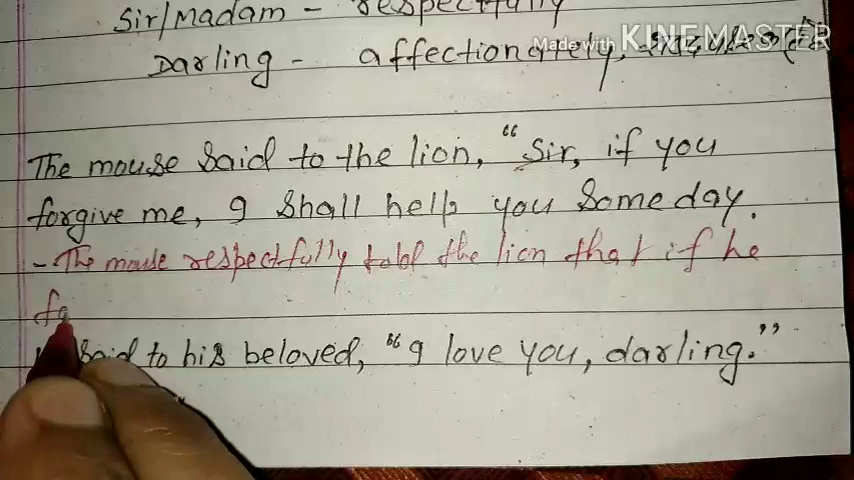 Sir/Madam - respectfully
Made with KINEMASTER
Darling - affectionately,
The mouse said to the lion, "Sir, if you
forgive me, I shall help you someday.
- The mouse respectfully told the lion that if he
fo
said to his beloved, "I love you, darling."